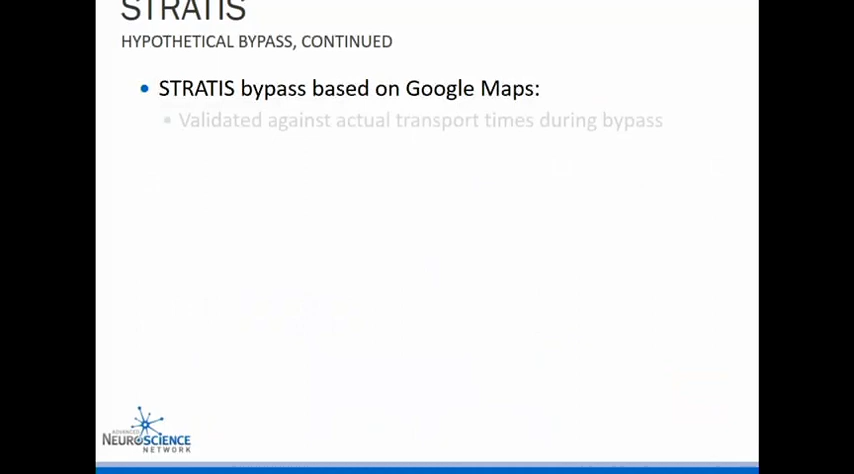 STRATIS
HYPOTHETICAL BYPASS, CONTINUED
• STRATIS bypass based on Google Maps:
• Validated against actual transport times during bypass
ADVANCED
NEUROSCIENCE
NETWORK